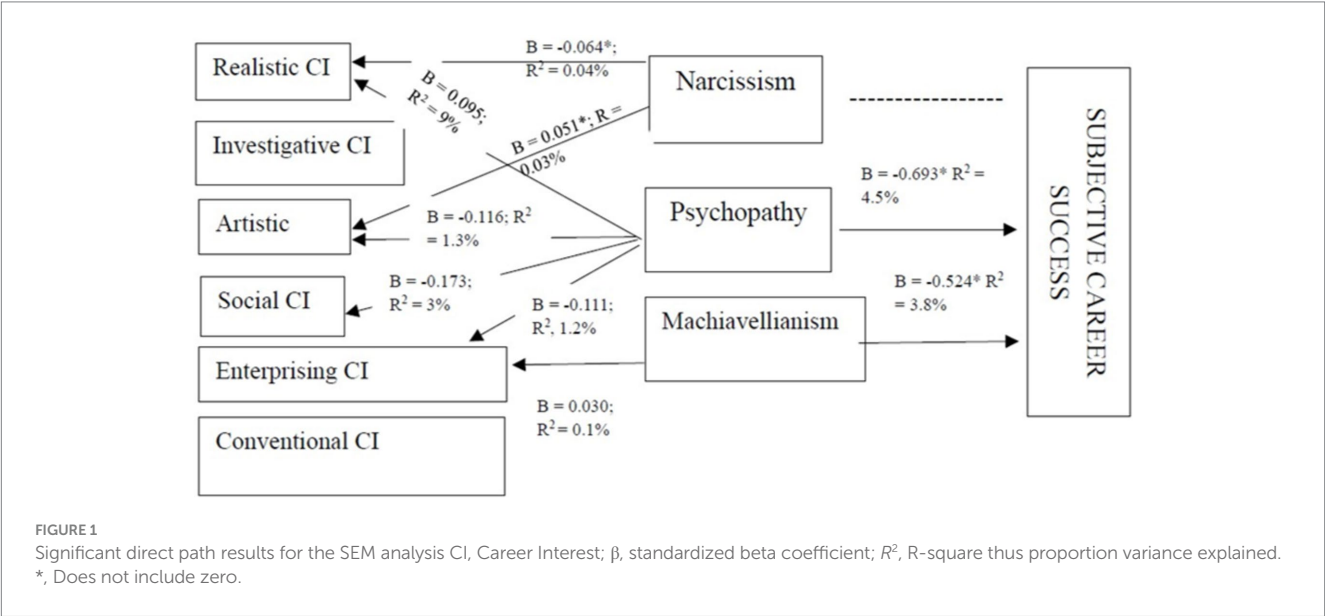 Realistic CI
Investigative CI
Artistic
Social CI
Enterprising CI
Conventional CI
B = -0.064*;
R² = 0.04%
B = 0.095;
R² = 9%
B = 0.051*; R =
0.03%
B = -0.116; R²
= 1.3%
B = -0.173;
R² = 3%
B = -0.111;
R², 1.2%
B = 0.030;
R² = 0.1%
Narcissism
Psychopathy
Machiavellianism
B = -0.693* R² =
4.5%
B = -0.524* R²
= 3.8%
SUBJECTIVE CAREER
SUCCESS
FIGURE 1
Significant direct path results for the SEM analysis CI, Career Interest; β, standardized beta coefficient; R², R-square thus proportion variance explained.
*, Does not include zero.